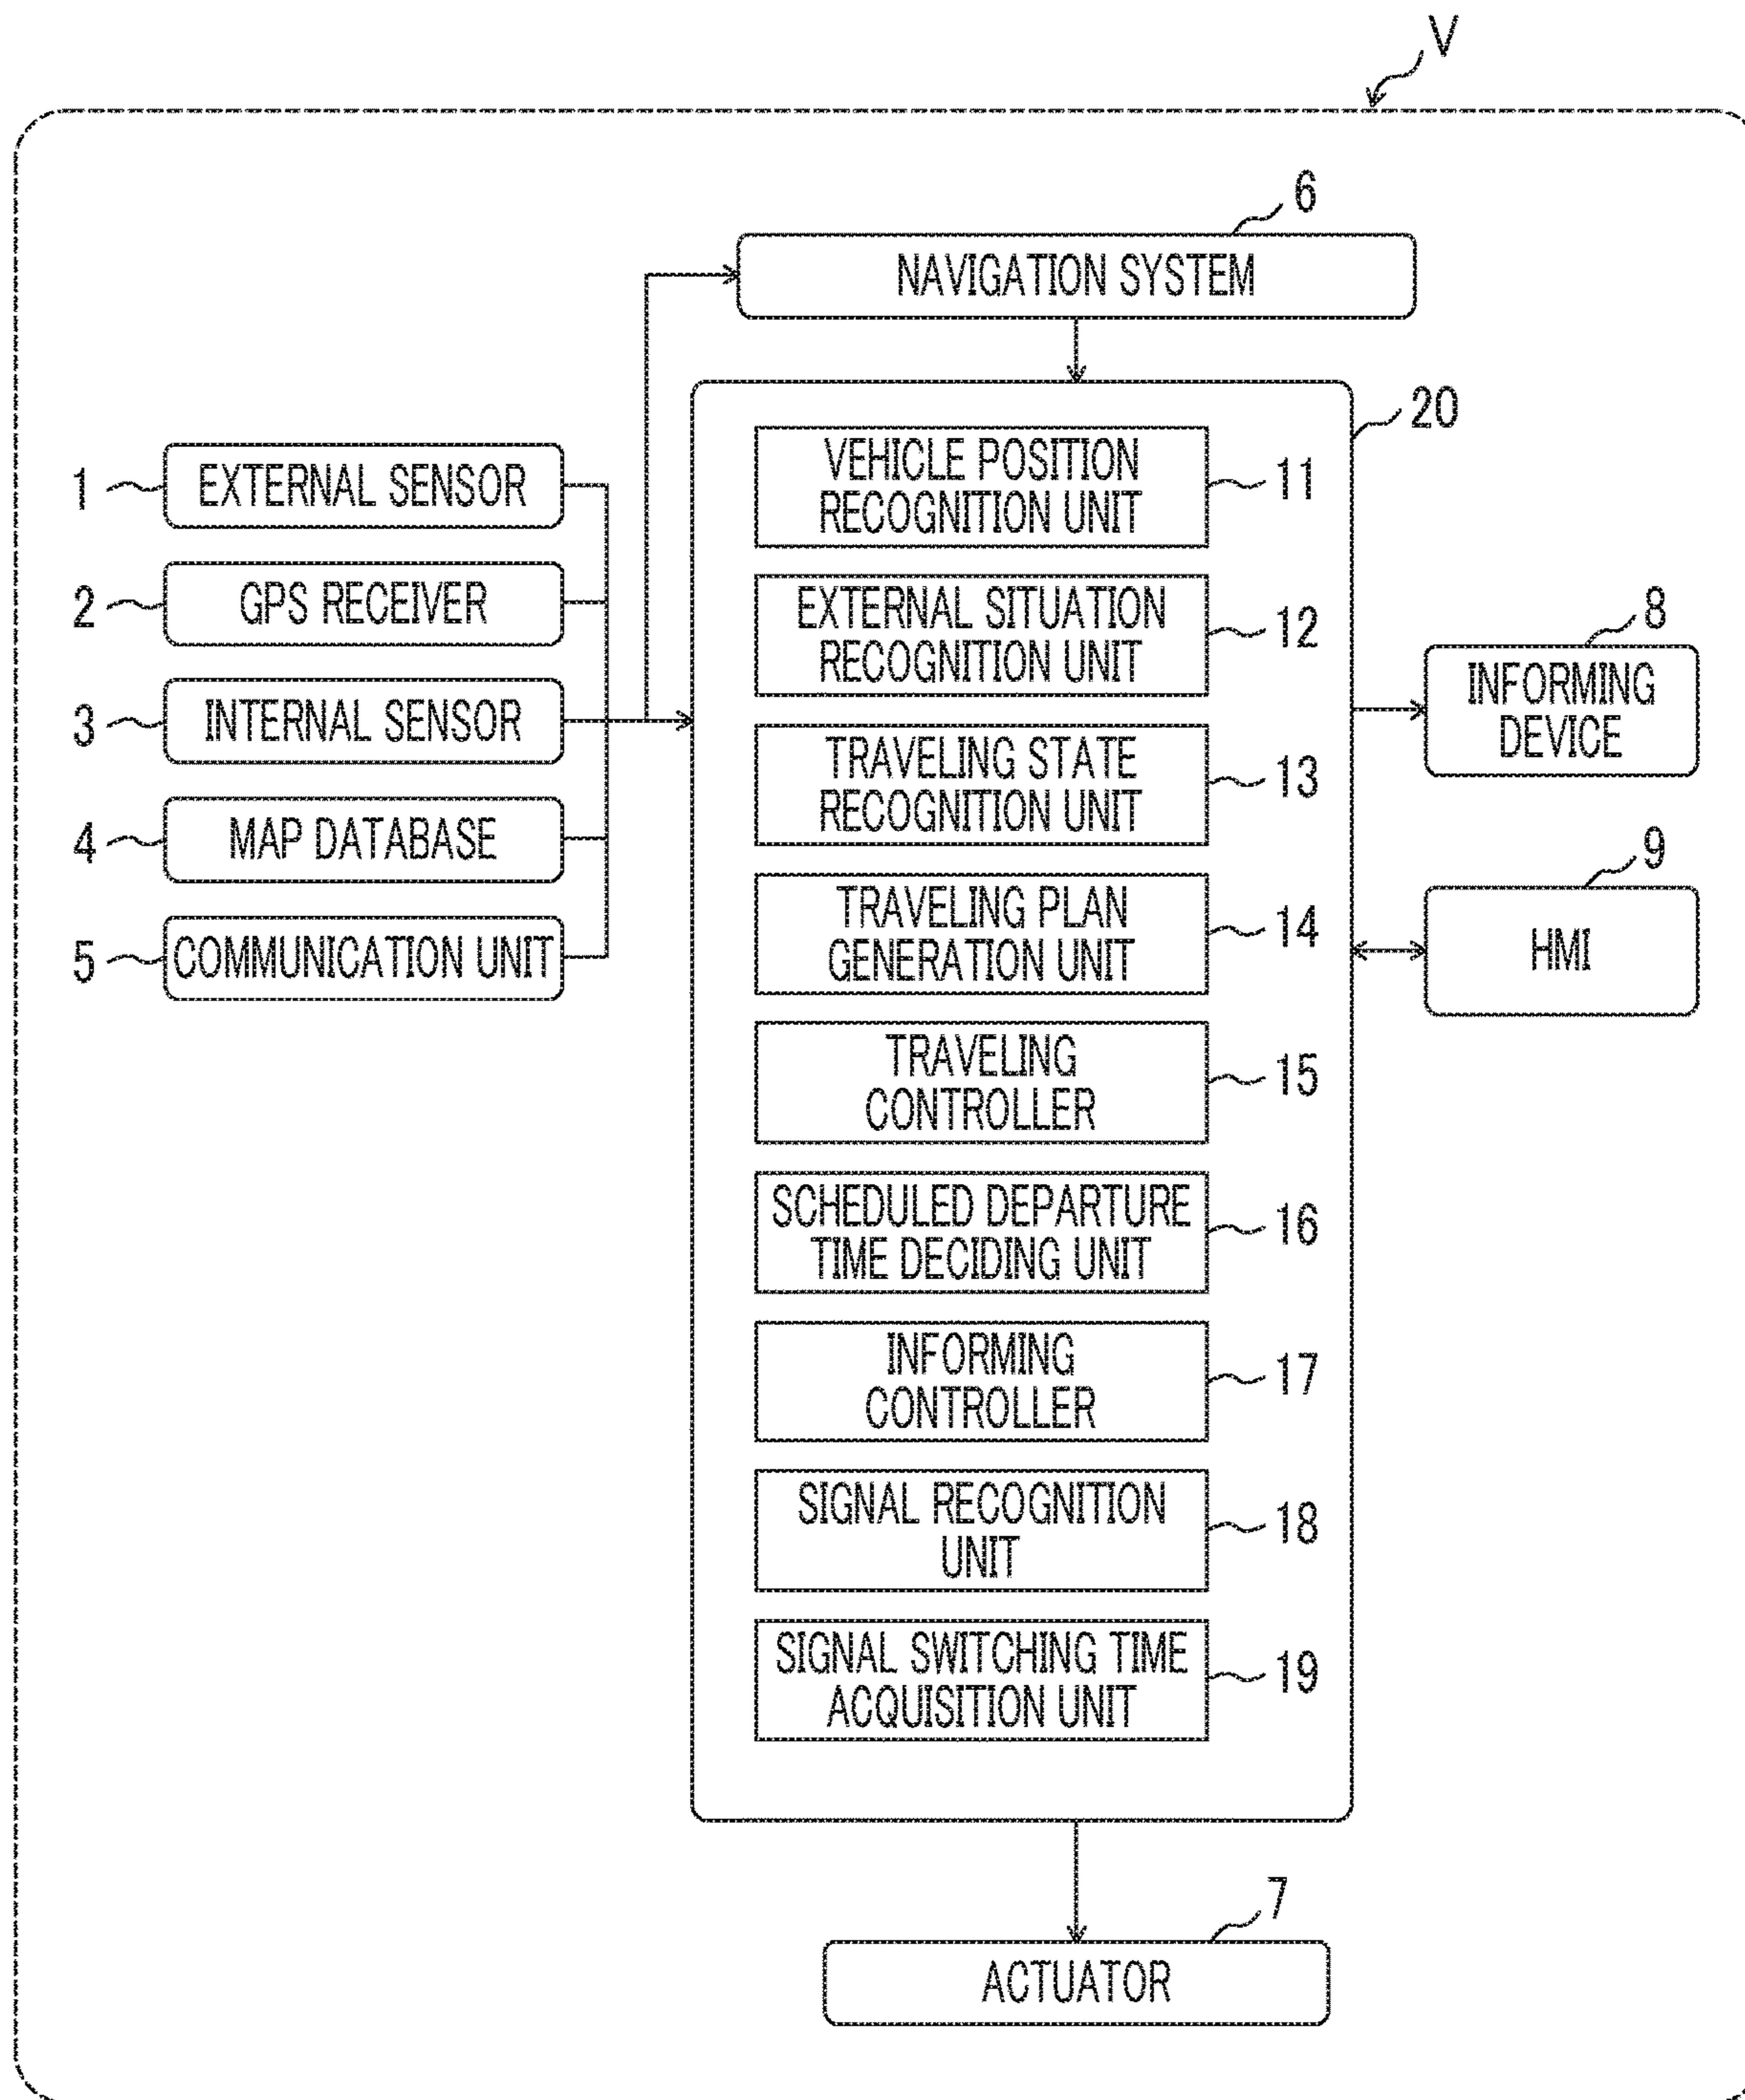 V
6
NAVIGATION SYSTEM
20
1
EXTERNAL SENSOR
2
GPS RECEIVER
3
INTERNAL SENSOR
4
MAP DATABASE
5
COMMUNICATION UNIT
VEHICLE POSITION
RECOGNITION UNIT
11
EXTERNAL SITUATION
RECOGNITION UNIT
12
TRAVELING STATE
RECOGNITION UNIT
13
TRAVELING PLAN
GENERATION UNIT
14
TRAVELING
CONTROLLER
15
SCHEDULED DEPARTURE
TIME DECIDING UNIT
16
INFORMING
CONTROLLER
17
SIGNAL RECOGNITION
UNIT
18
SIGNAL SWITCHING TIME
ACQUISITION UNIT
19
8
INFORMING
DEVICE
9
HMI
7
ACTUATOR